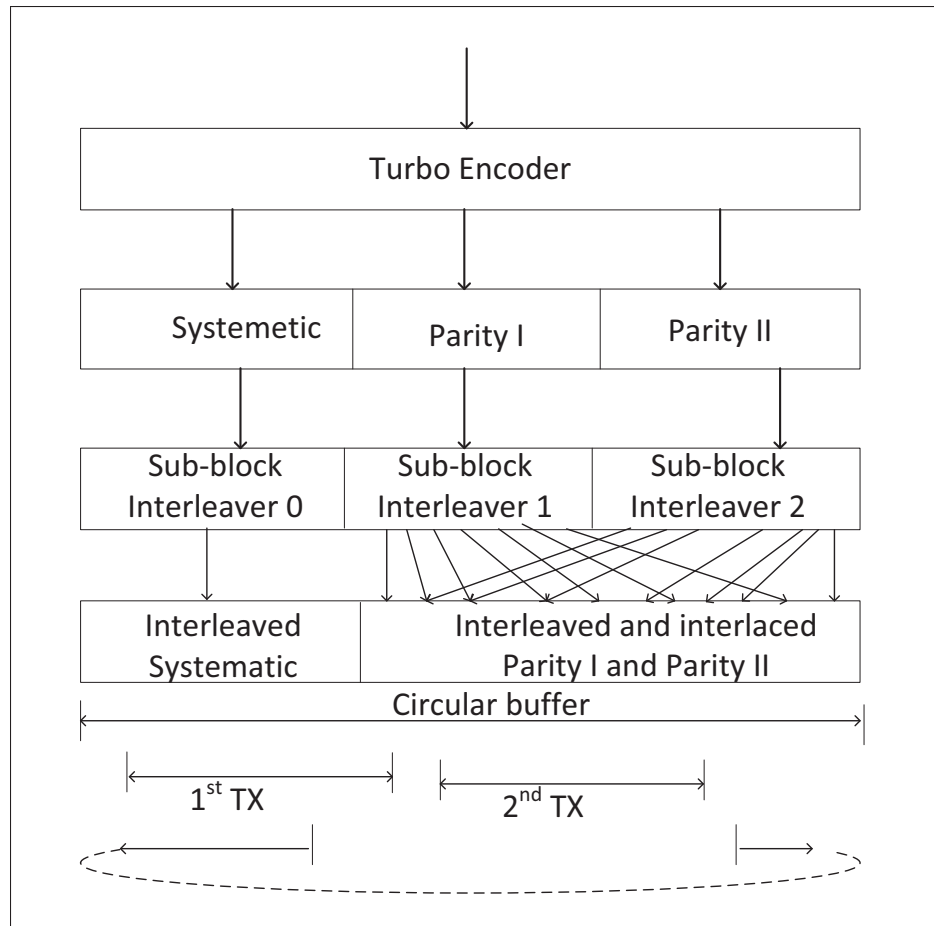 Turbo Encoder
Systemetic
Parity I
Parity II
Sub-block
Interleaver 0
Sub-block
Interleaver 1
Sub-block
Interleaver 2
Interleaved
Systematic
Interleaved and interlaced
Parity I and Parity II
Circular buffer
1st TX
2nd TX